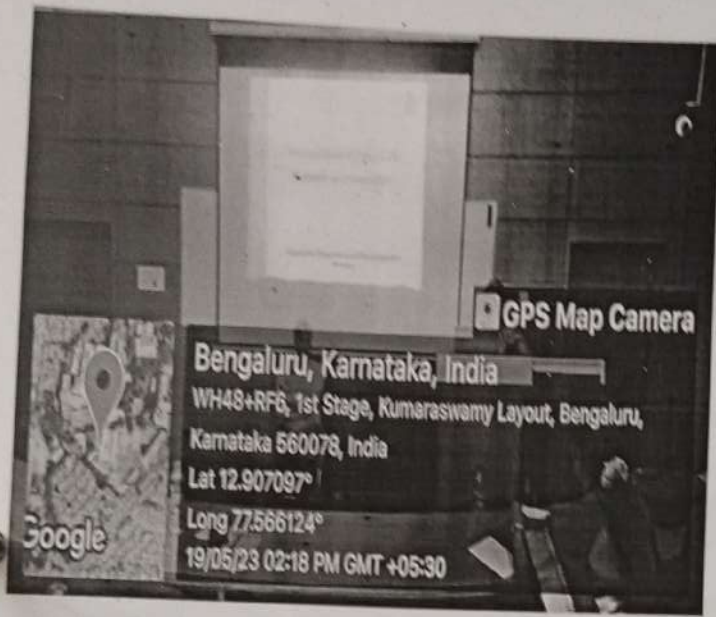 GPS Map Camera
Bengaluru, Karnataka, India
WH48+RF6, 1st Stage, Kumaraswamy Layout, Bengaluru,
Karnataka 560078, India
Lat 12.907097°
Long 77.566124°
19/05/23 02:18 PM GMT +05:30
Google